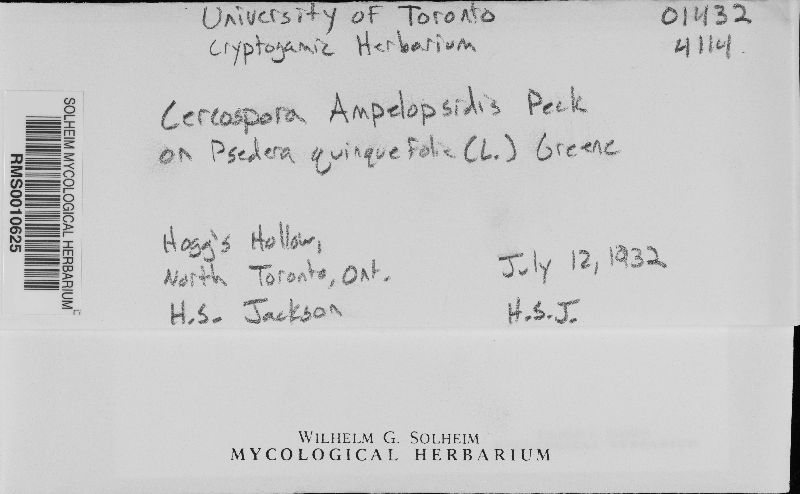 University of Toronto 01432
Cryptogamic Herbarium 4114.
Cercospora Ampelopsidis Peck
on Psedera quinquefolia (L.) Greene
Hogg's Hollow,
North Toronto, Ont. July 12, 1932
H.S. Jackson H.S.J.
SOLHEIM MYCOLOGICAL HERBARIUM
RMS0010625
WILHELM G. SOLHEIM
MYCOLOGICAL HERBARIUM